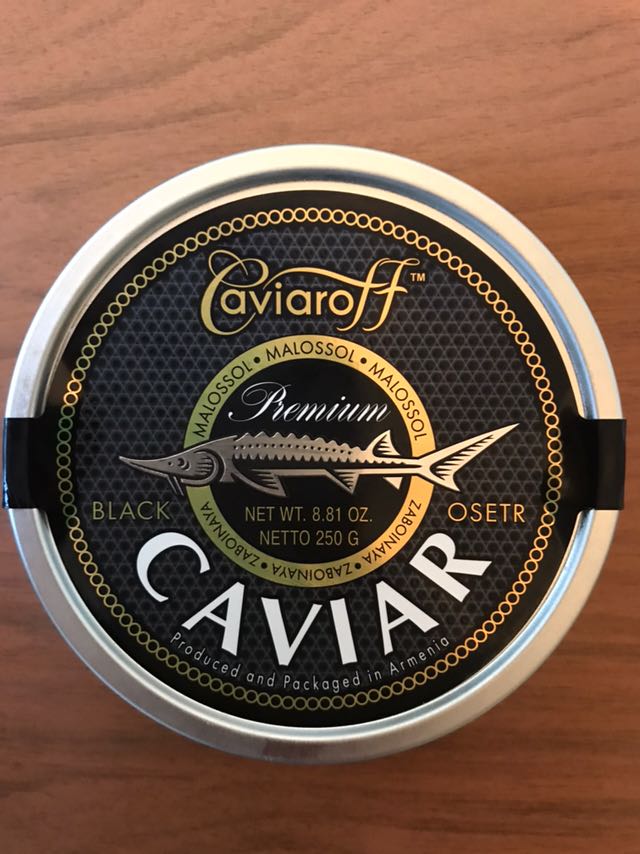 Caviaroff™
MALOSSOL • MALOSSOL • MALOSSOL
Premium
BLACK
OSETR
NET WT. 8.81 OZ.
NETTO 250 G
ZABOINAYA • ZABOINAYA • ZABOINAYA
CAVIAR
Produced and Packaged in Armenia